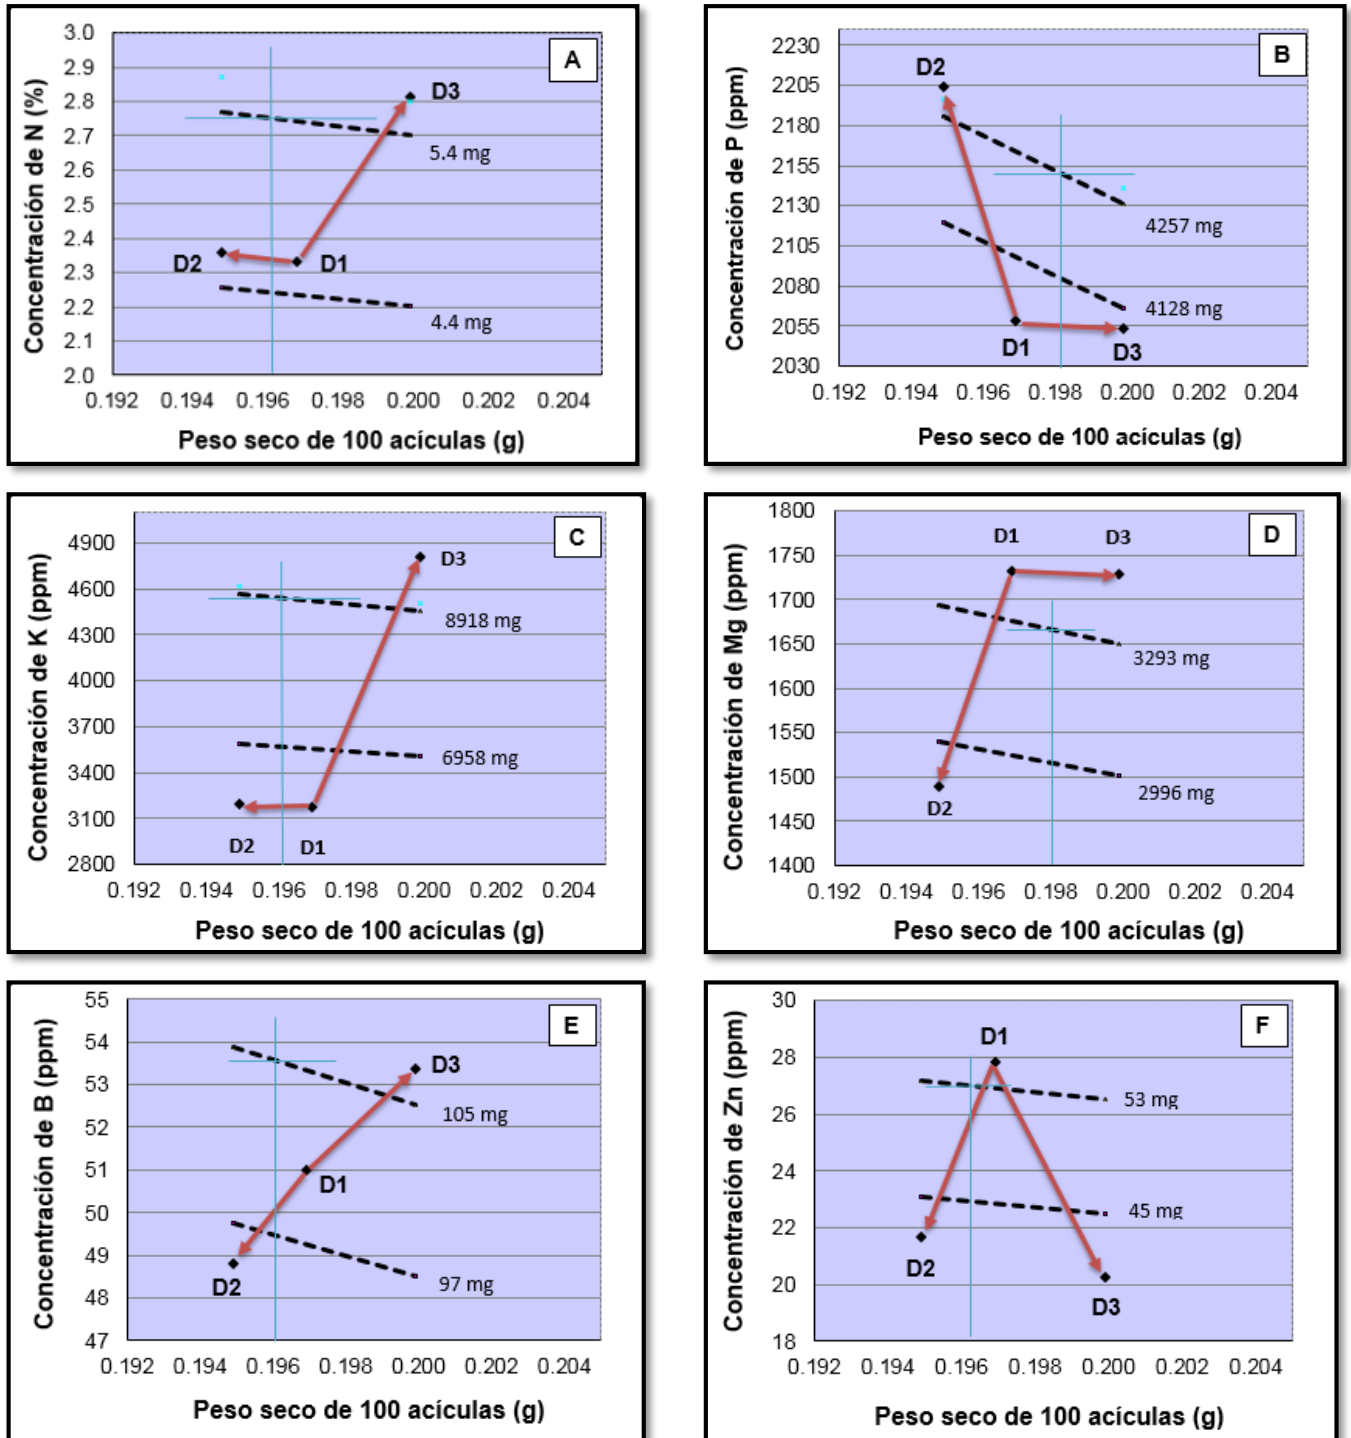 A
Concentración de N (%)
3.0
2.9
2.8
2.7
2.6
2.5
2.4
2.3
2.2
2.1
2.0
D3
5.4 mg
D2
D1
4.4 mg
0.192 0.194 0.196 0.198 0.200 0.202 0.204
Peso seco de 100 acículas (g)
B
Concentración de P (ppm)
2230
2205
2180
2155
2130
2105
2080
2055
2030
D2
4257 mg
4128 mg
D1
D3
0.192 0.194 0.196 0.198 0.200 0.202 0.204
Peso seco de 100 acículas (g)
C
Concentración de K (ppm)
4900
4600
4300
4000
3700
3400
3100
2800
D3
8918 mg
6958 mg
D2
D1
0.192 0.194 0.196 0.198 0.200 0.202 0.204
Peso seco de 100 acículas (g)
D
Concentración de Mg (ppm)
1800
1750
1700
1650
1600
1550
1500
1450
1400
D1
D3
3293 mg
2996 mg
D2
0.192 0.194 0.196 0.198 0.200 0.202 0.204
Peso seco de 100 acículas (g)
E
Concentración de B (ppm)
55
54
53
52
51
50
49
48
47
D3
105 mg
D1
D2
97 mg
0.192 0.194 0.196 0.198 0.200 0.202 0.204
Peso seco de 100 acículas (g)
F
Concentración de Zn (ppm)
30
28
26
24
22
20
18
D1
53 mg
45 mg
D2
D3
0.192 0.194 0.196 0.198 0.200 0.202 0.204
Peso seco de 100 acículas (g)